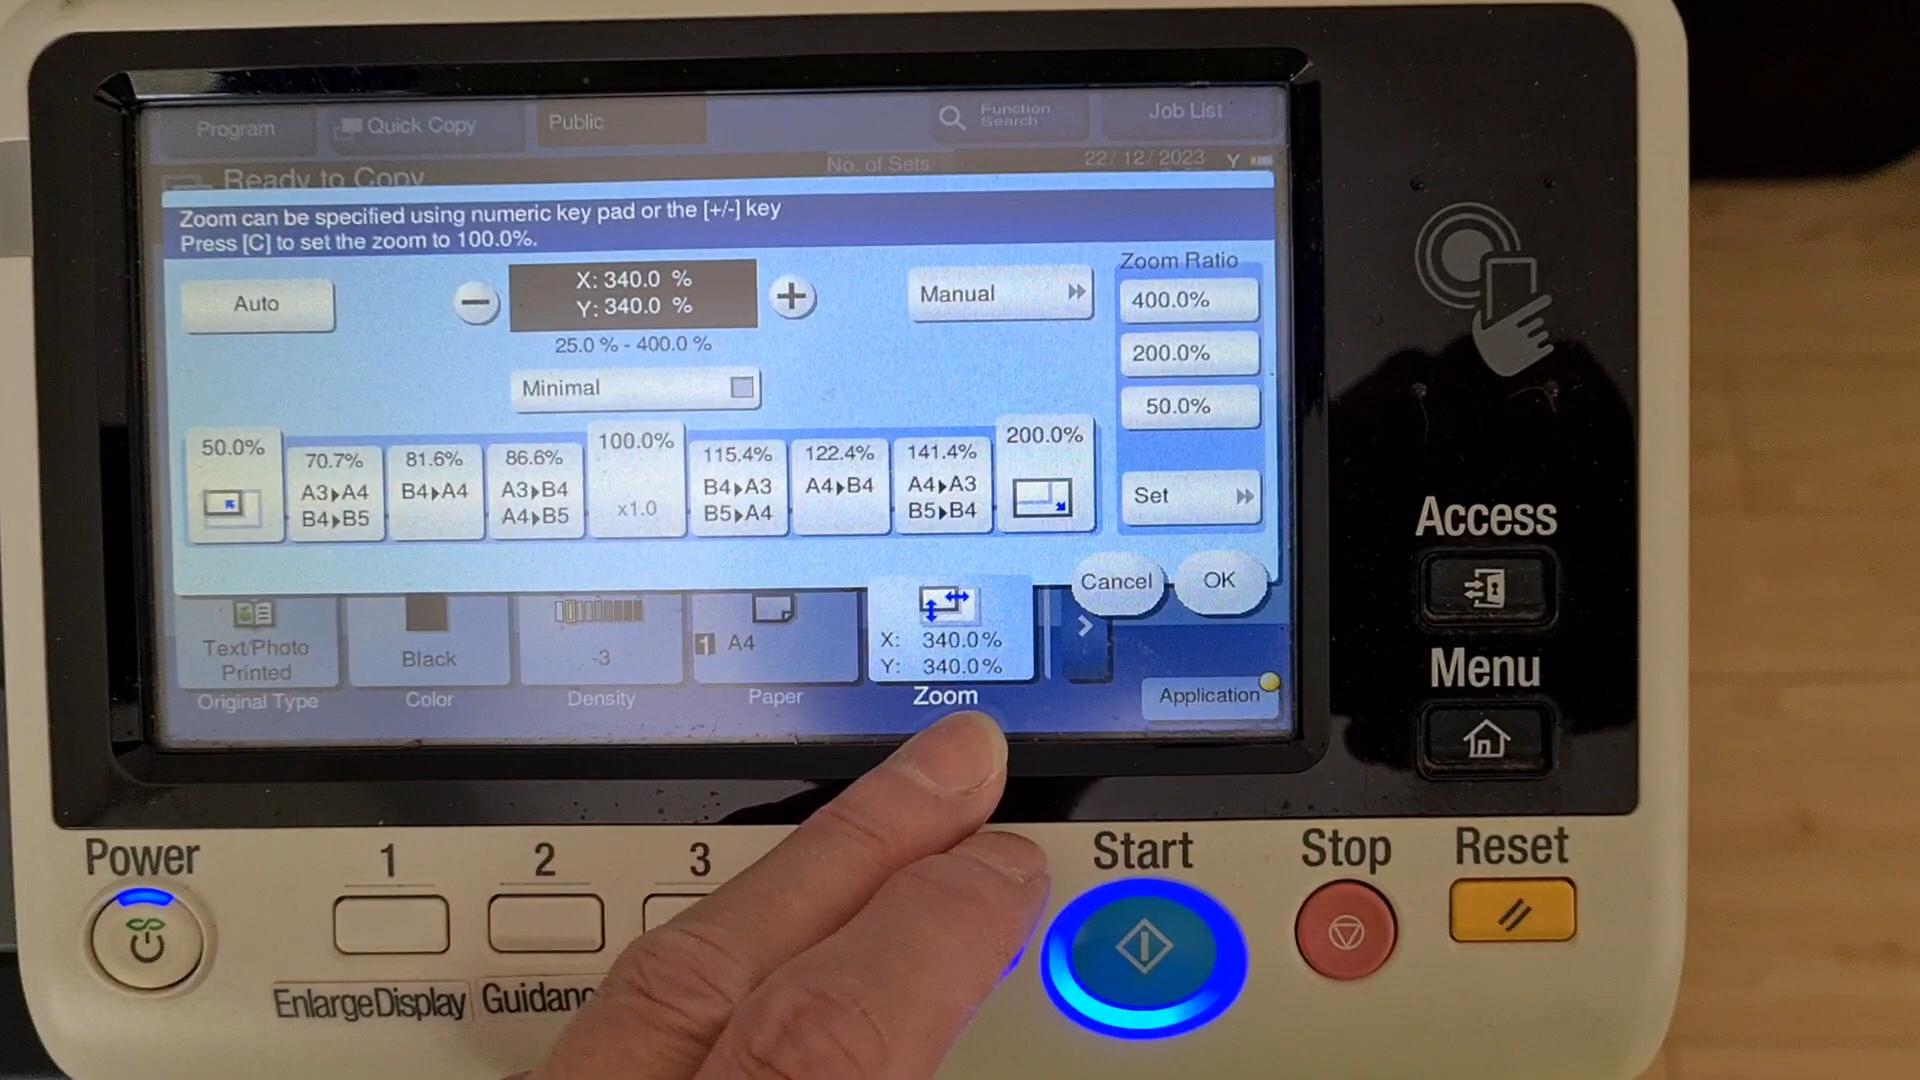 Program
Quick Copy
Public
Function Search
Job List
Ready to Copy
No. of Sets
22/12/2023
Y
Zoom can be specified using numeric key pad or the [+/-] key
Press [C] to set the zoom to 100.0%.
Auto
−
X: 340.0 %
Y: 340.0 %
+
25.0 % - 400.0 %
Minimal
Manual
Zoom Ratio
400.0%
200.0%
50.0%
Set
50.0%
70.7%
A3▸A4
B4▸B5
81.6%
B4▸A4
86.6%
A3▸B4
A4▸B5
100.0%
x1.0
115.4%
B4▸A3
B5▸A4
122.4%
A4▸B4
141.4%
A4▸A3
B5▸B4
200.0%
Cancel
OK
Text/Photo
Printed
Original Type
Black
Color
-3
Density
1 A4
Paper
X: 340.0%
Y: 340.0%
Zoom
Application
Access
Menu
Power
1
2
3
Start
Stop
Reset
EnlargeDisplay